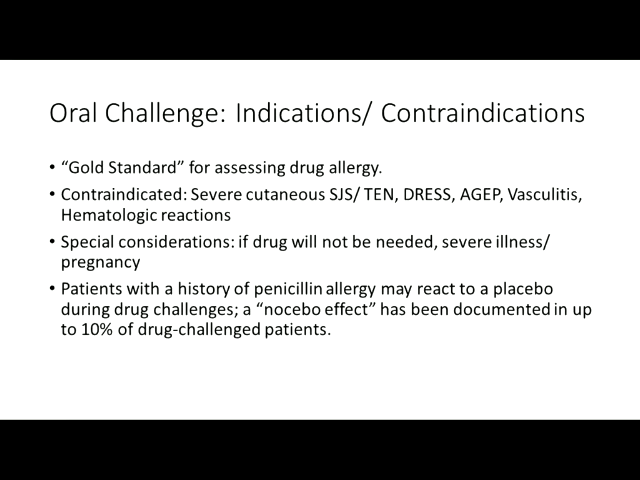 Oral Challenge: Indications/ Contraindications
• “Gold Standard” for assessing drug allergy.
• Contraindicated: Severe cutaneous SJS/ TEN, DRESS, AGEP, Vasculitis,
Hematologic reactions
• Special considerations: if drug will not be needed, severe illness/
pregnancy
• Patients with a history of penicillin allergy may react to a placebo
during drug challenges; a “nocebo effect” has been documented in up
to 10% of drug-challenged patients.